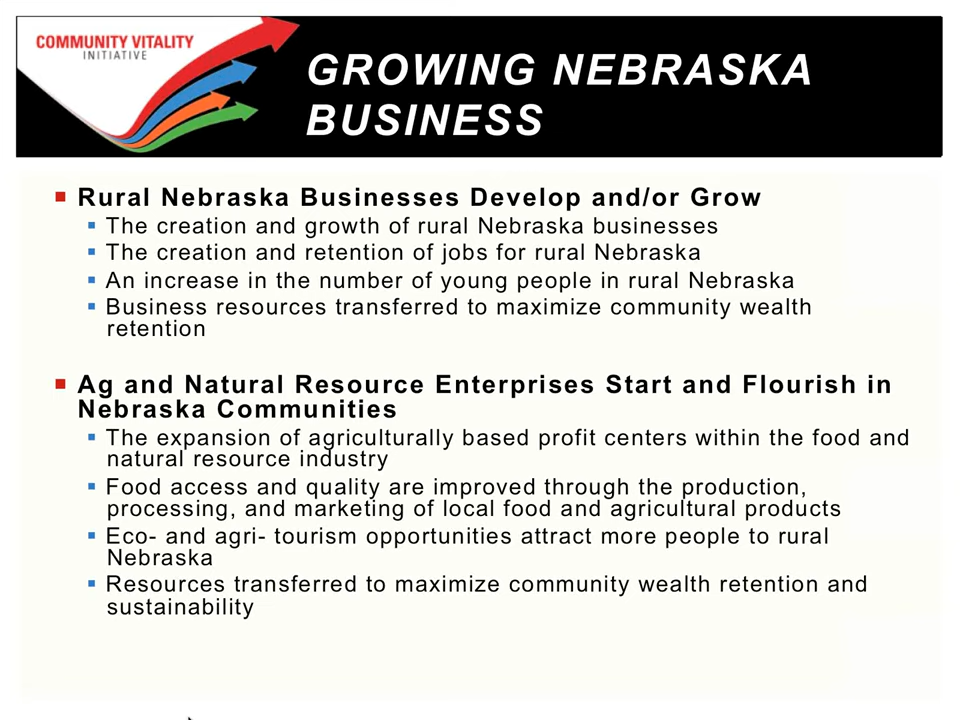 COMMUNITY VITALITY
INITIATIVE
GROWING NEBRASKA
BUSINESS
Rural Nebraska Businesses Develop and/or Grow
The creation and growth of rural Nebraska businesses
The creation and retention of jobs for rural Nebraska
An increase in the number of young people in rural Nebraska
Business resources transferred to maximize community wealth
retention
Ag and Natural Resource Enterprises Start and Flourish in
Nebraska Communities
The expansion of agriculturally based profit centers within the food and
natural resource industry
Food access and quality are improved through the production,
processing, and marketing of local food and agricultural products
Eco- and agri- tourism opportunities attract more people to rural
Nebraska
Resources transferred to maximize community wealth retention and
sustainability